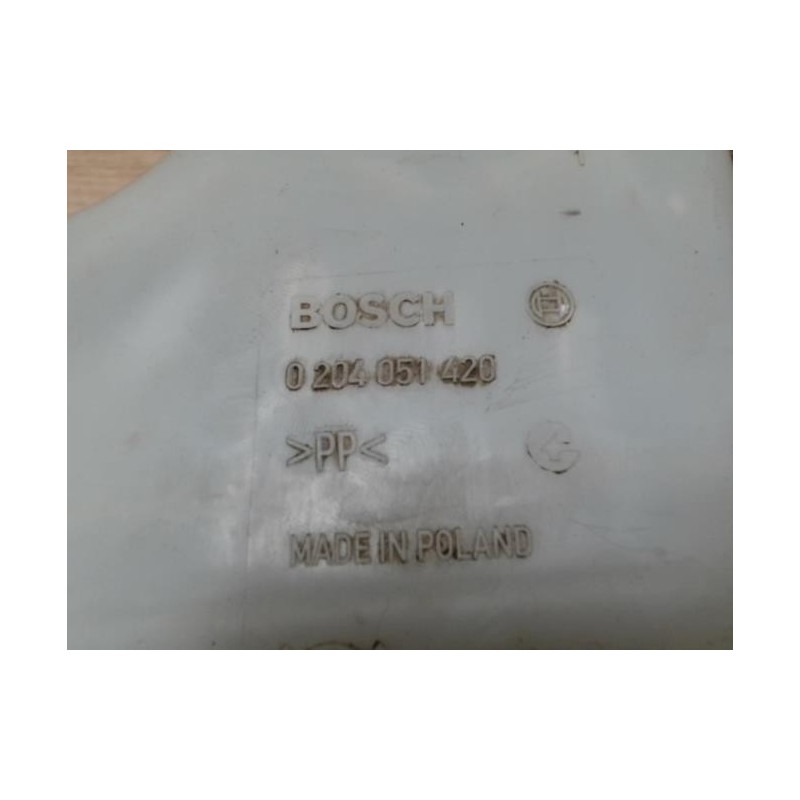 BOSCH
0 204 051 420
>PP<
MADE IN POLAND